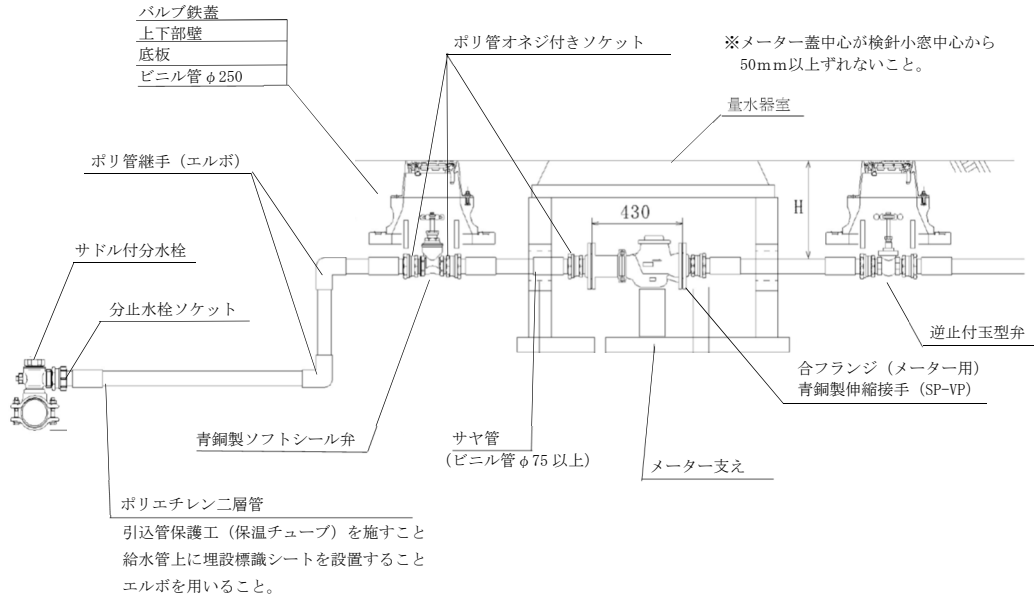 バルブ鉄蓋
上下部壁
底板
ビニル管φ250
ポリ管オネジ付きソケット
※メーター蓋中心が検針小窓中心から
50mm以上ずれないこと。
量水器室
ポリ管継手（エルボ）
430
H
サドル付分水栓
分止水栓ソケット
逆止付玉型弁
合フランジ（メーター用）
青銅製伸縮接手（SP-VP）
青銅製ソフトシール弁
サヤ管
（ビニル管φ75以上）
メーター支え
ポリエチレン二層管
引込管保護工（保温チューブ）を施すこと
給水管上に埋設標識シートを設置すること
エルボを用いること。